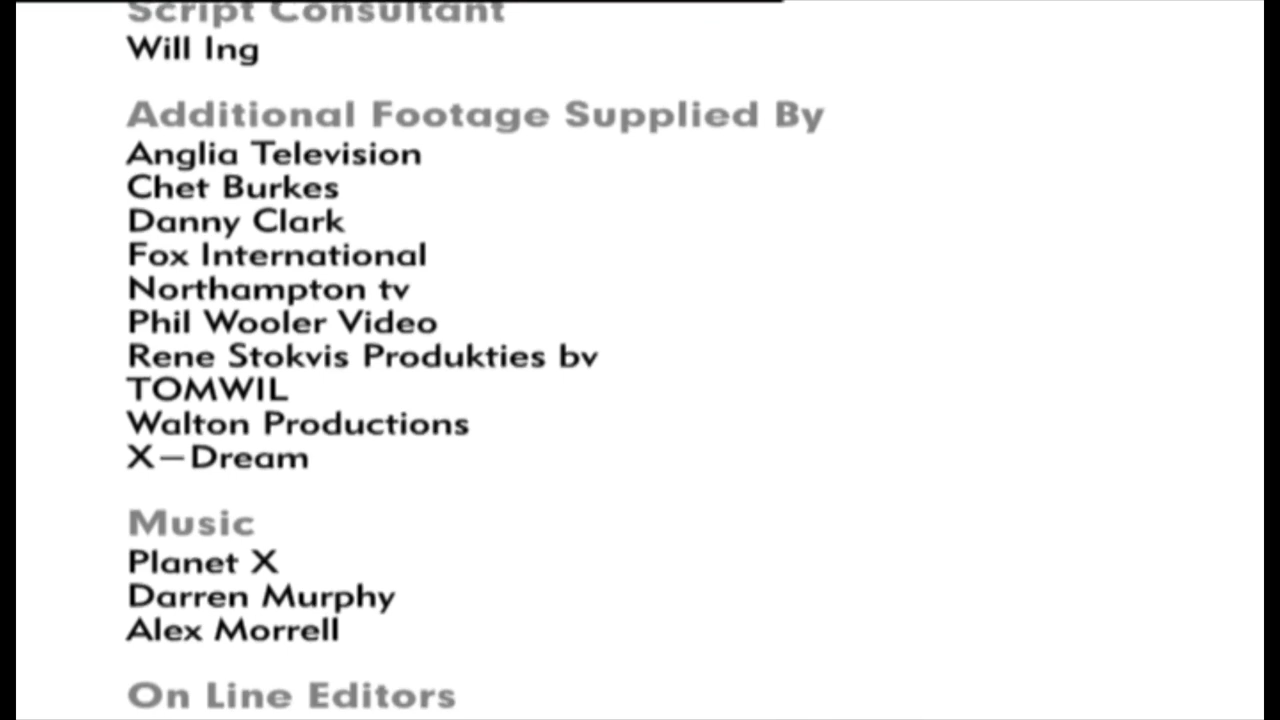 Script Consultant
Will Ing
Additional Footage Supplied By
Anglia Television
Chet Burkes
Danny Clark
Fox International
Northampton tv
Phil Wooler Video
Rene Stokvis Produkties bv
TOMWIL
Walton Productions
X–Dream
Music
Planet X
Darren Murphy
Alex Morrell
On Line Editors